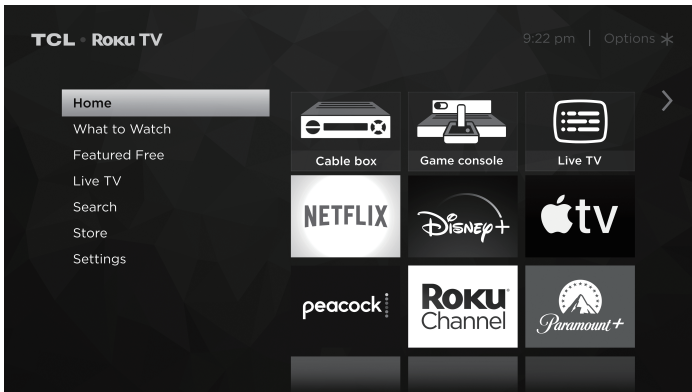 TCL • Roku TV
9:22 pm | Options
Home
What to Watch
Featured Free
Live TV
Search
Store
Settings
Cable box
Game console
Live TV
NETFLIX
Disney+
tv
peacock
Roku
Channel
Paramount+